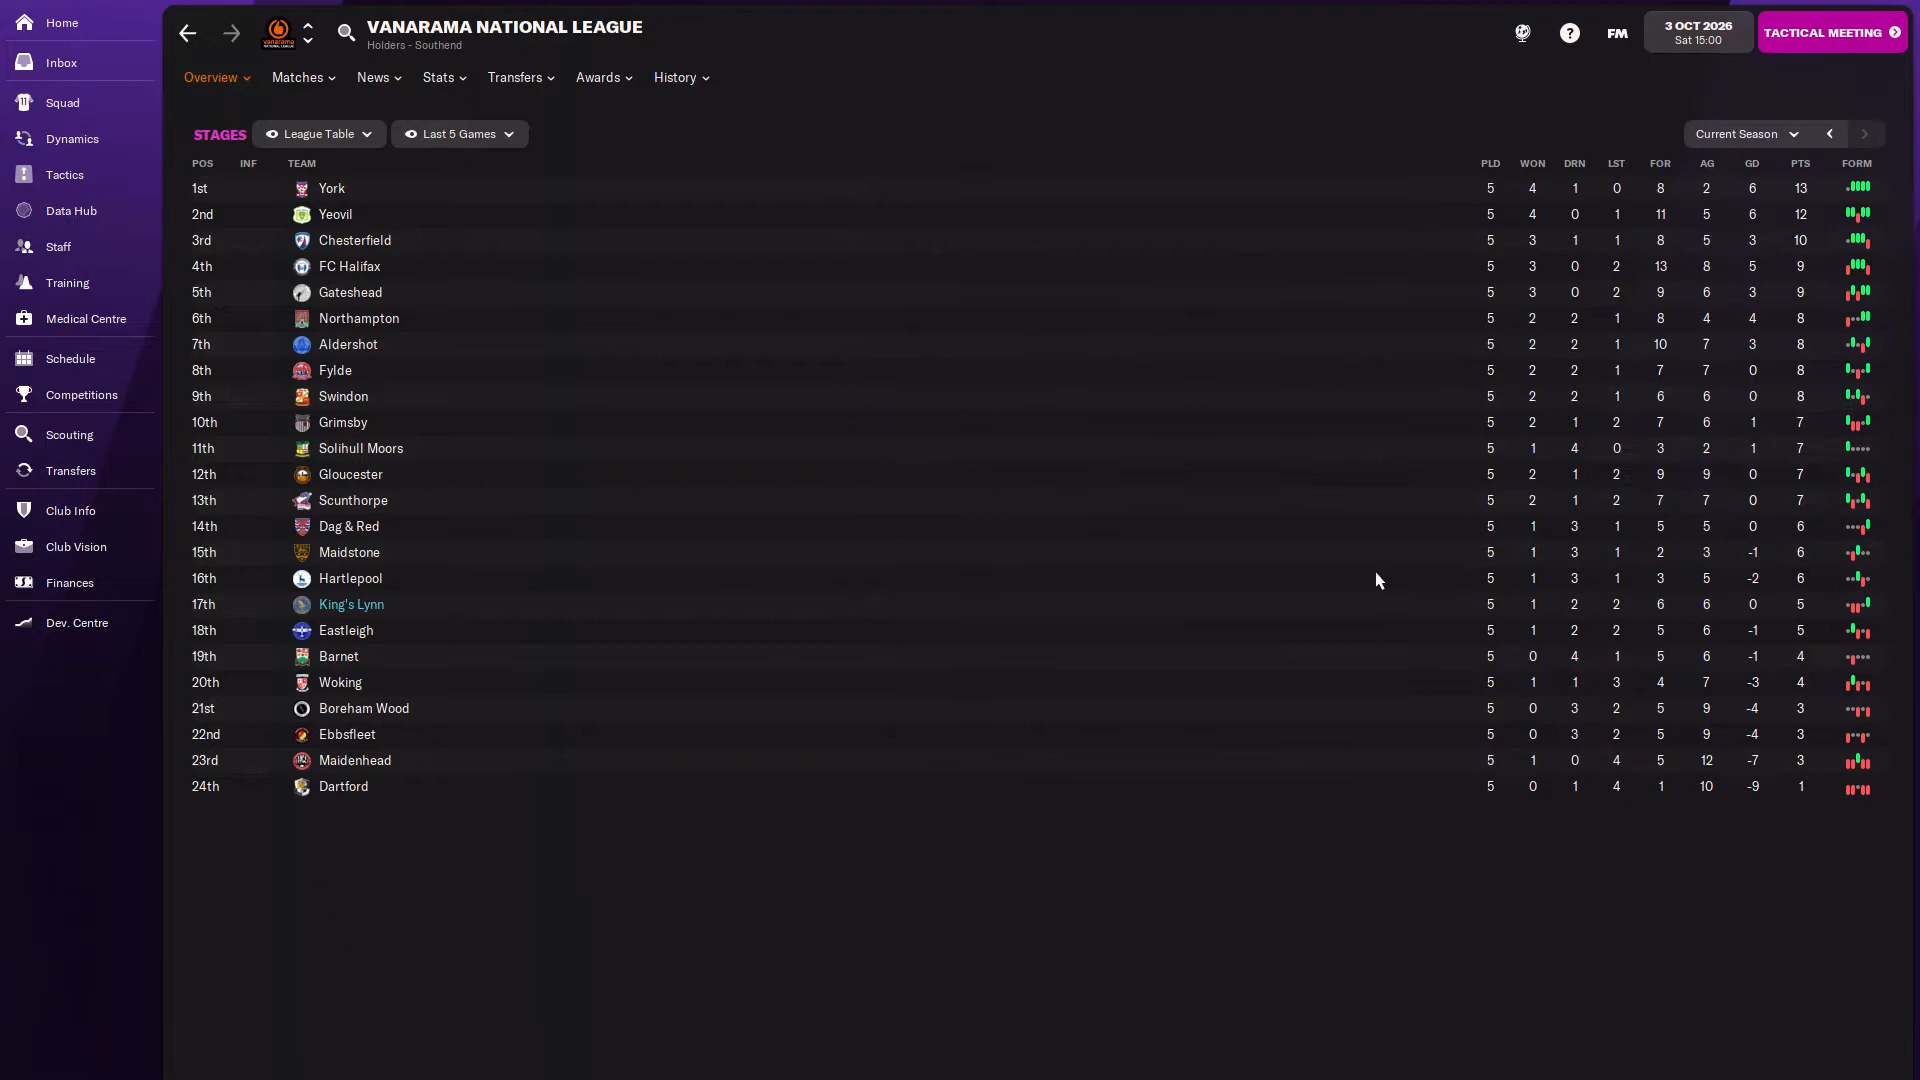 Home
Inbox
Squad
Dynamics
Tactics
Data Hub
Staff
Training
Medical Centre
Schedule
Competitions
Scouting
Transfers
Club Info
Club Vision
Finances
Dev. Centre
VANARAMA NATIONAL LEAGUE
Holders - Southend
FM
3 OCT 2026
Sat 15:00
TACTICAL MEETING
Overview Matches News Stats Transfers Awards History
STAGES League Table Last 5 Games Current Season
POS INF TEAM PLD WON DRN LST FOR AG GD PTS FORM
1st York 5 4 1 0 8 2 6 13
2nd Yeovil 5 4 0 1 11 5 6 12
3rd Chesterfield 5 3 1 1 8 5 3 10
4th FC Halifax 5 3 0 2 13 8 5 9
5th Gateshead 5 3 0 2 9 6 3 9
6th Northampton 5 2 2 1 8 4 4 8
7th Aldershot 5 2 2 1 10 7 3 8
8th Fylde 5 2 2 1 7 7 0 8
9th Swindon 5 2 2 1 6 6 0 8
10th Grimsby 5 2 1 2 7 6 1 7
11th Solihull Moors 5 1 4 0 3 2 1 7
12th Gloucester 5 2 1 2 9 9 0 7
13th Scunthorpe 5 2 1 2 7 7 0 7
14th Dag & Red 5 1 3 1 5 5 0 6
15th Maidstone 5 1 3 1 2 3 -1 6
16th Hartlepool 5 1 3 1 3 5 -2 6
17th King's Lynn 5 1 2 2 6 6 0 5
18th Eastleigh 5 1 2 2 5 6 -1 5
19th Barnet 5 0 4 1 5 6 -1 4
20th Woking 5 1 1 3 4 7 -3 4
21st Boreham Wood 5 0 3 2 5 9 -4 3
22nd Ebbsfleet 5 0 3 2 5 9 -4 3
23rd Maidenhead 5 1 0 4 5 12 -7 3
24th Dartford 5 0 1 4 1 10 -9 1